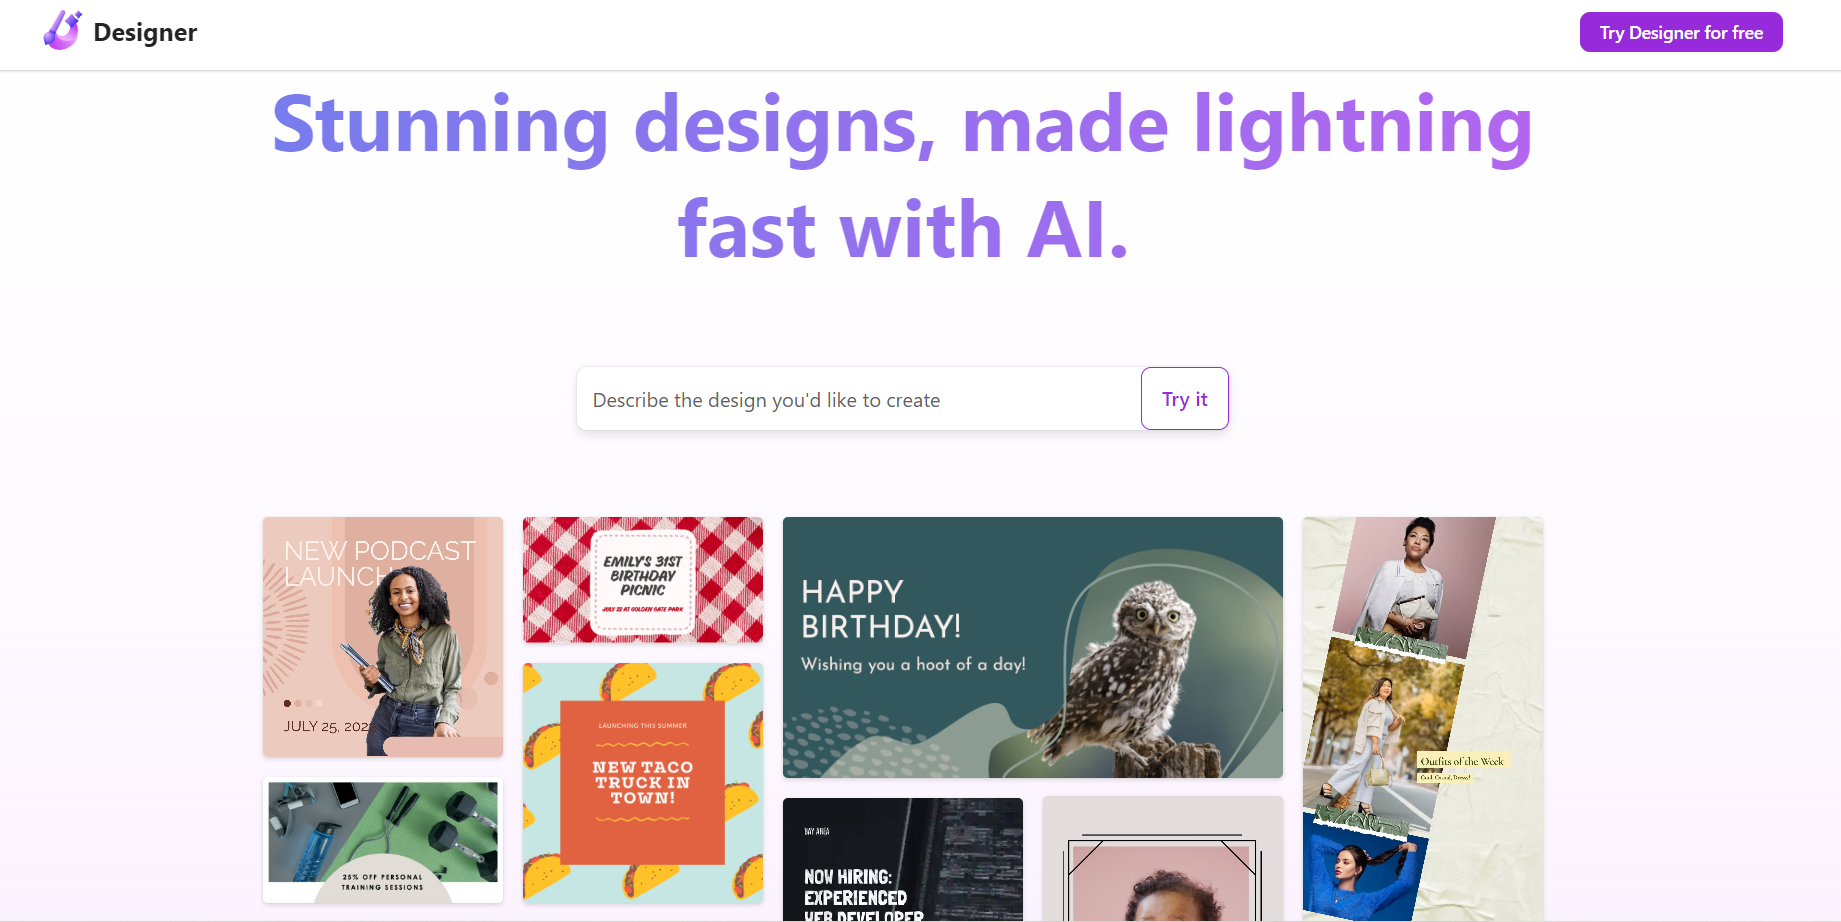 Designer
Try Designer for free
Stunning designs, made lightning
fast with AI.
Describe the design you'd like to create
Try it
NEW PODCAST
LAUNCH
JULY 25, 202
EMILY'S 31ST
BIRTHDAY
PICNIC
JULY 22 AT GOLDEN GATE PARK
HAPPY
BIRTHDAY!
Wishing you a hoot of a day!
LAUNCHING THIS SUMMER
NEW TACO
TRUCK IN
TOWN!
Outfits of the Week
Cool, Casual, Dressy!
25% OFF PERSONAL
TRAINING SESSIONS
BAY AREA
NOW HIRING:
EXPERIENCED
WEB DEVELOPER